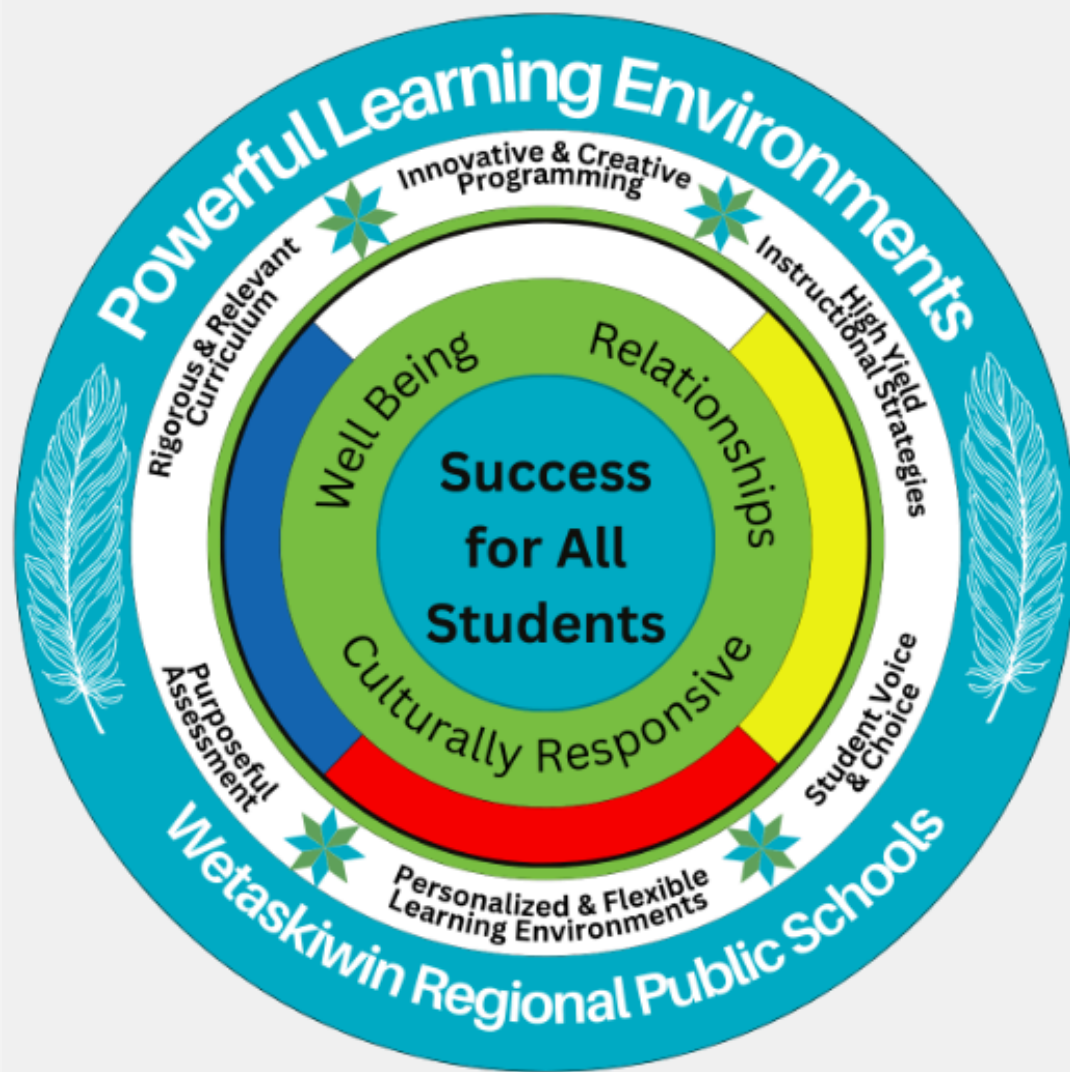 Powerful Learning Environments
Innovative & Creative
Programming
High Yield
Instructional Strategies
Student Voice
& Choice
Personalized & Flexible
Learning Environments
Purposeful
Assessment
Rigorous & Relevant
Curriculum
Well Being
Relationships
Culturally Responsive
Success
for All
Students
Wetaskiwin Regional Public Schools